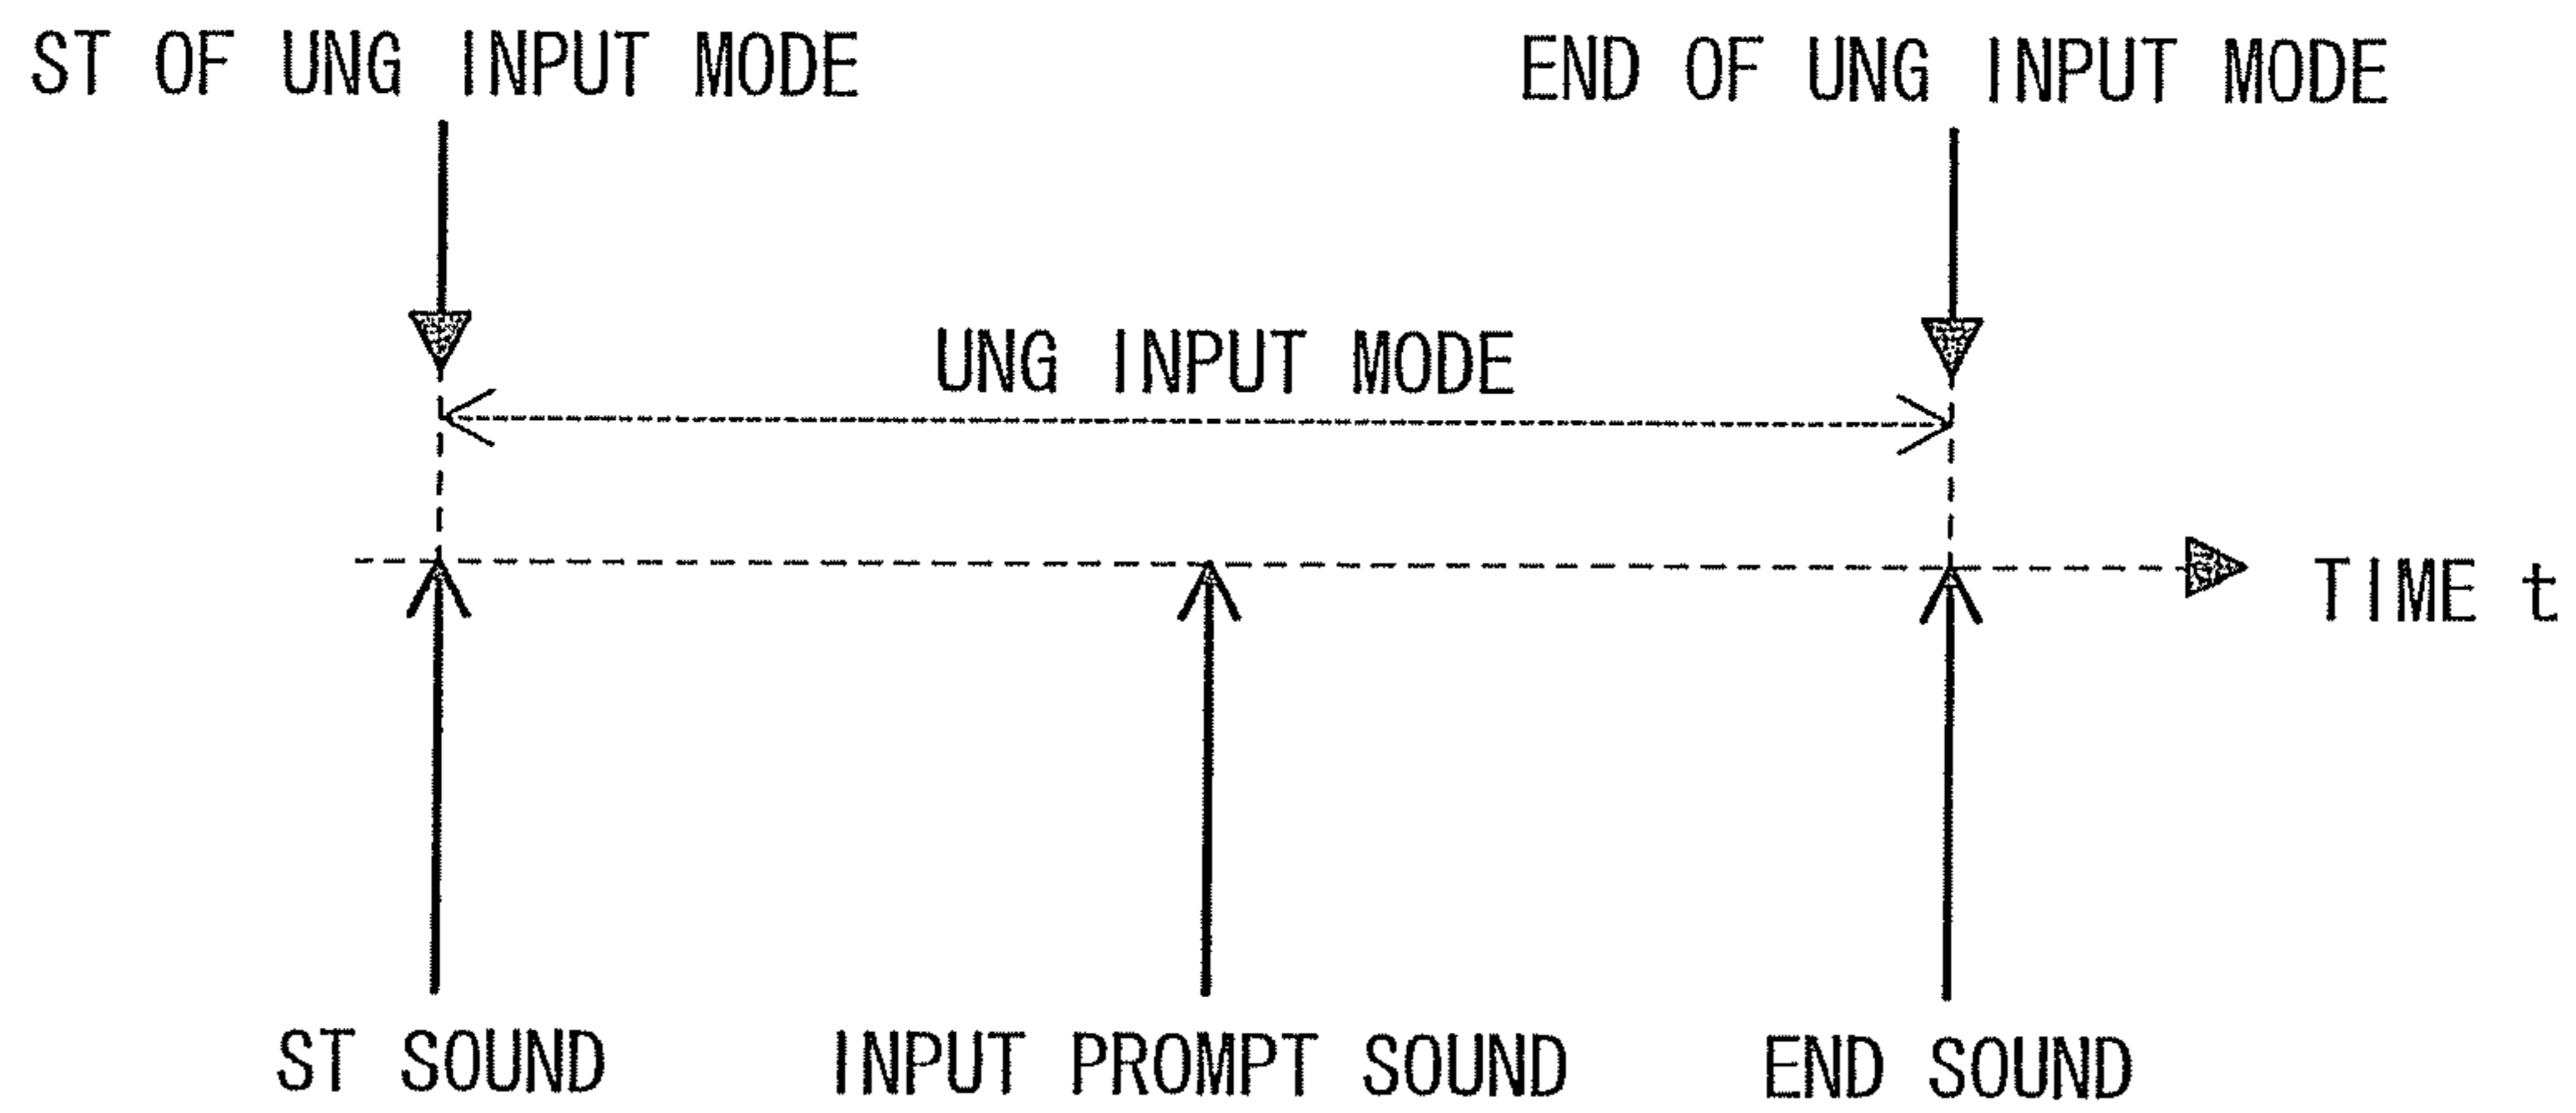 ST OF UNG INPUT MODE
END OF UNG INPUT MODE
UNG INPUT MODE
TIME t
ST SOUND
INPUT PROMPT SOUND
END SOUND